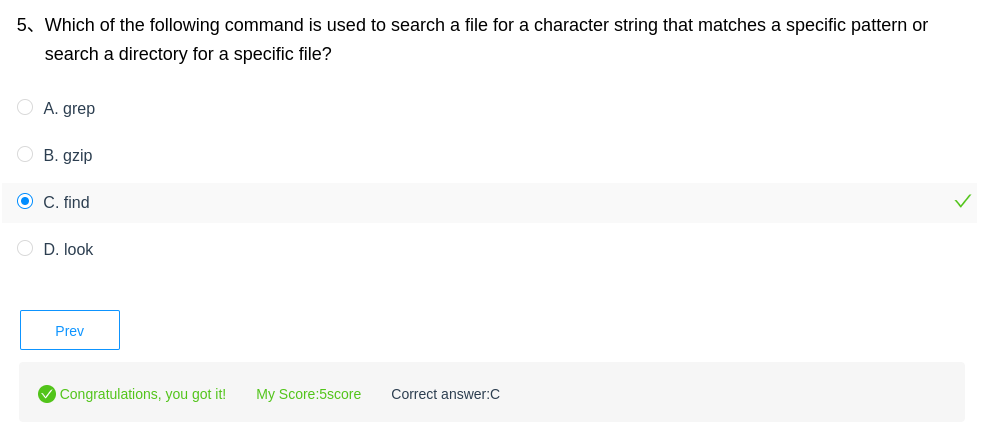 5、Which of the following command is used to search a file for a character string that matches a specific pattern or
search a directory for a specific file?
A. grep
B. gzip
C. find
D. look
Prev
Congratulations, you got it! My Score:5score Correct answer:C